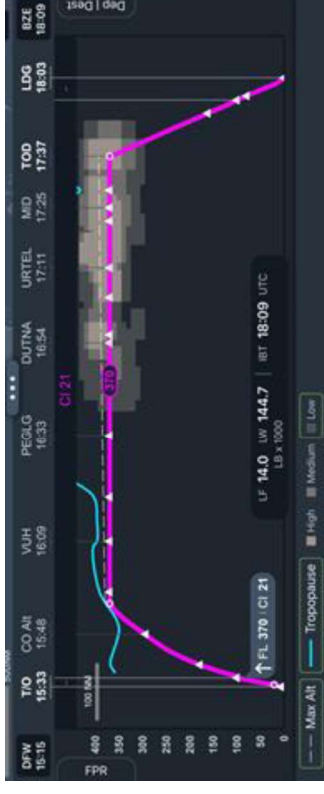 DFW T/O CO Alt VUH PEGLG DUTNA URTEL MID TOD LDG BZE
15:15 15:33 15:48 16:09 16:33 16:54 17:11 17:25 17:37 18:03 18:09
FPR
Dep | Dest
CI 21
400
350
300
250
200
150
100
50
0
100 NM
370
FL 370 | CI 21
LF 14.0 LW 144.7 | IBT 18:09 UTC
LB x 1000
Max Alt
Tropopause
High
Medium
Low